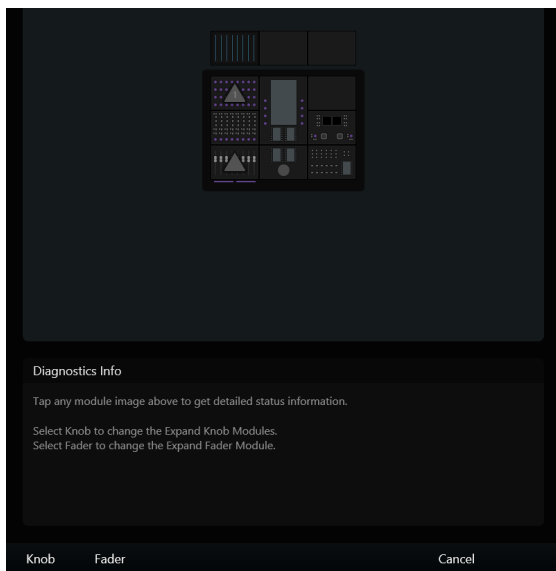 1
Diagnostics Info
Tap any module image above to get detailed status information.
Select Knob to change the Expand Knob Modules.
Select Fader to change the Expand Fader Module.
Knob Fader Cancel